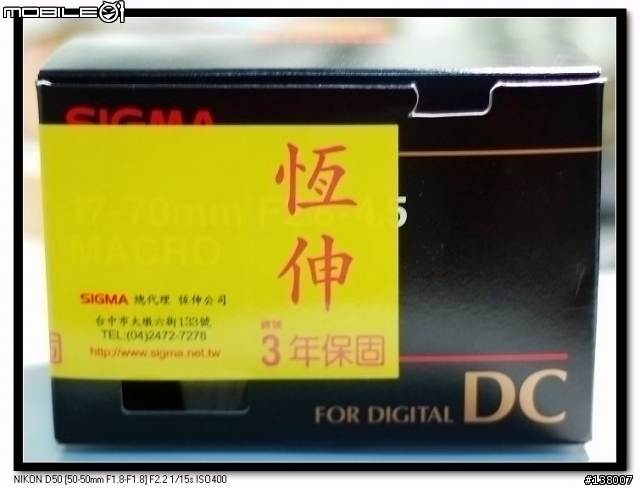 MOBILE01
SIGMA
恆伸
17-70mm F2.8-4.5
MACRO
SIGMA 總代理 恆伸公司
台中市大墩六街133號
TEL:(04)2472-7278
http://www.sigma.net.tw
固
3年保固
FOR DIGITAL DC
NIKON D50 [50-50mm F1.8-F1.8] F2.2 1/15s ISO400
#138007